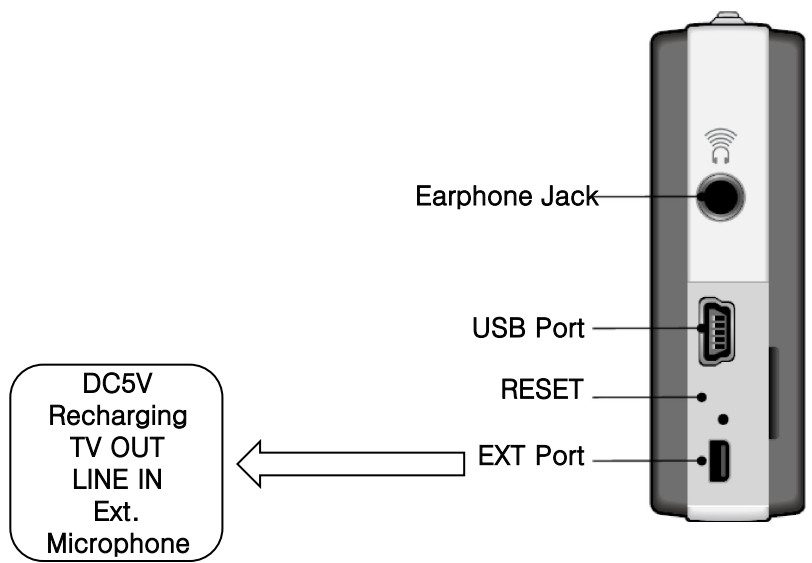 Earphone Jack
USB Port
RESET
EXT Port
DC5V
Recharging
TV OUT
LINE IN
Ext.
Microphone